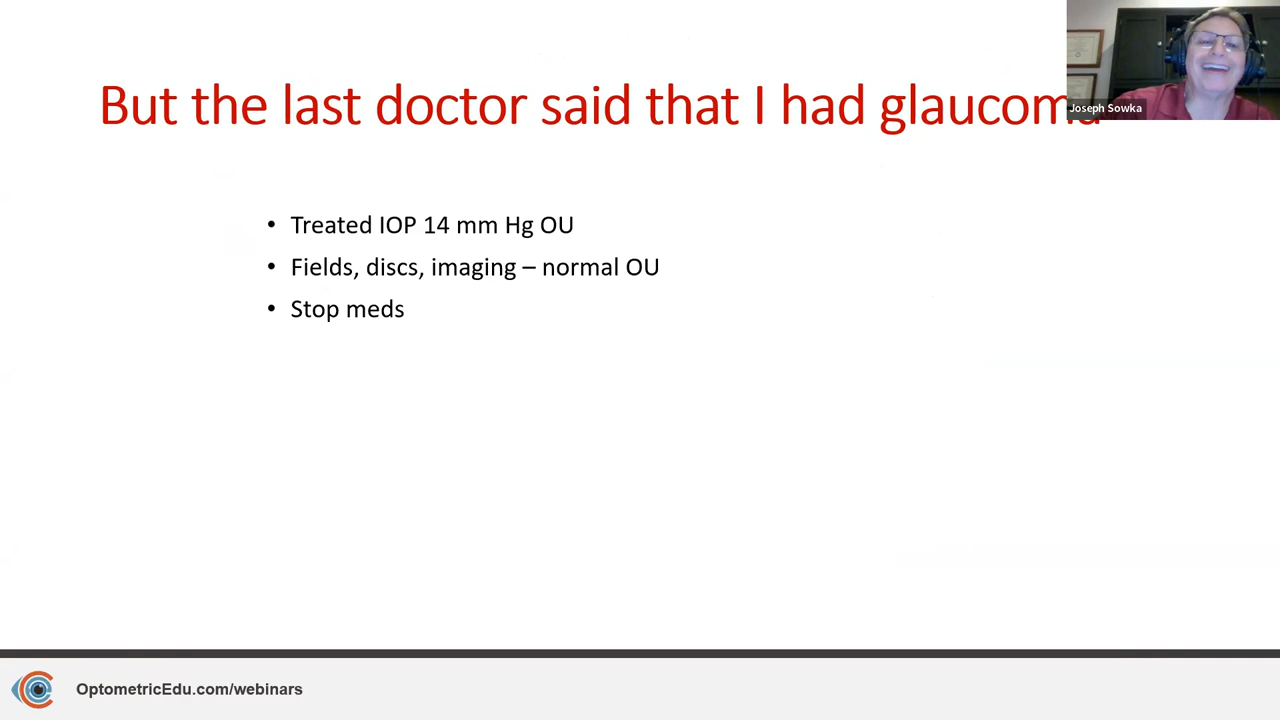 But the last doctor said that I had glaucoma
Joseph Sowka
• Treated IOP 14 mm Hg OU
• Fields, discs, imaging – normal OU
• Stop meds
OptometricEdu.com/webinars